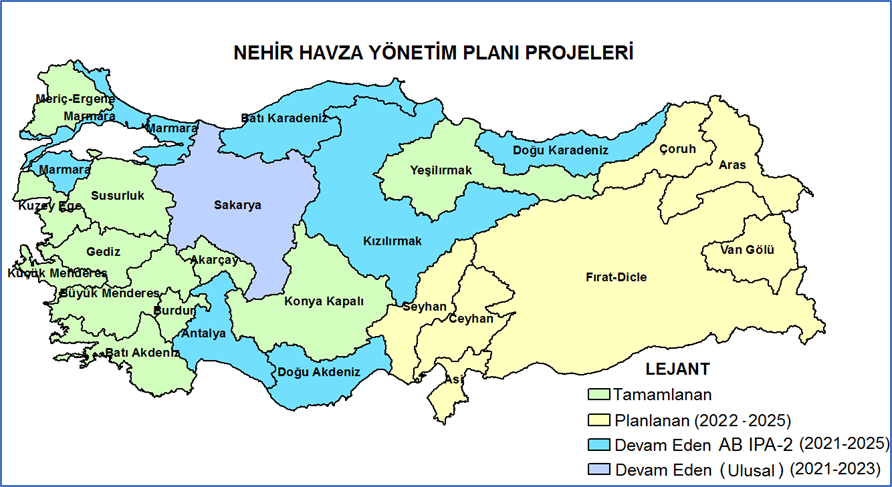 NEHİR HAVZA YÖNETİM PLANI PROJELERİ
Meriç-Ergene
Marmara
Marmara
Batı Karadeniz
Doğu Karadeniz
Çoruh
Aras
Marmara
Susurluk
Yeşilırmak
Kuzey Ege
Sakarya
Kızılırmak
Van Gölü
Gediz
Akarçay
Fırat-Dicle
Küçük Menderes
Büyük Menderes
Burdur
Konya Kapalı
Seyhan
Ceyhan
Antalya
Batı Akdeniz
Doğu Akdeniz
Asi
LEJANT
Tamamlanan
Planlanan (2022 - 2025)
Devam Eden AB IPA-2 (2021-2025)
Devam Eden (Ulusal) (2021-2023)